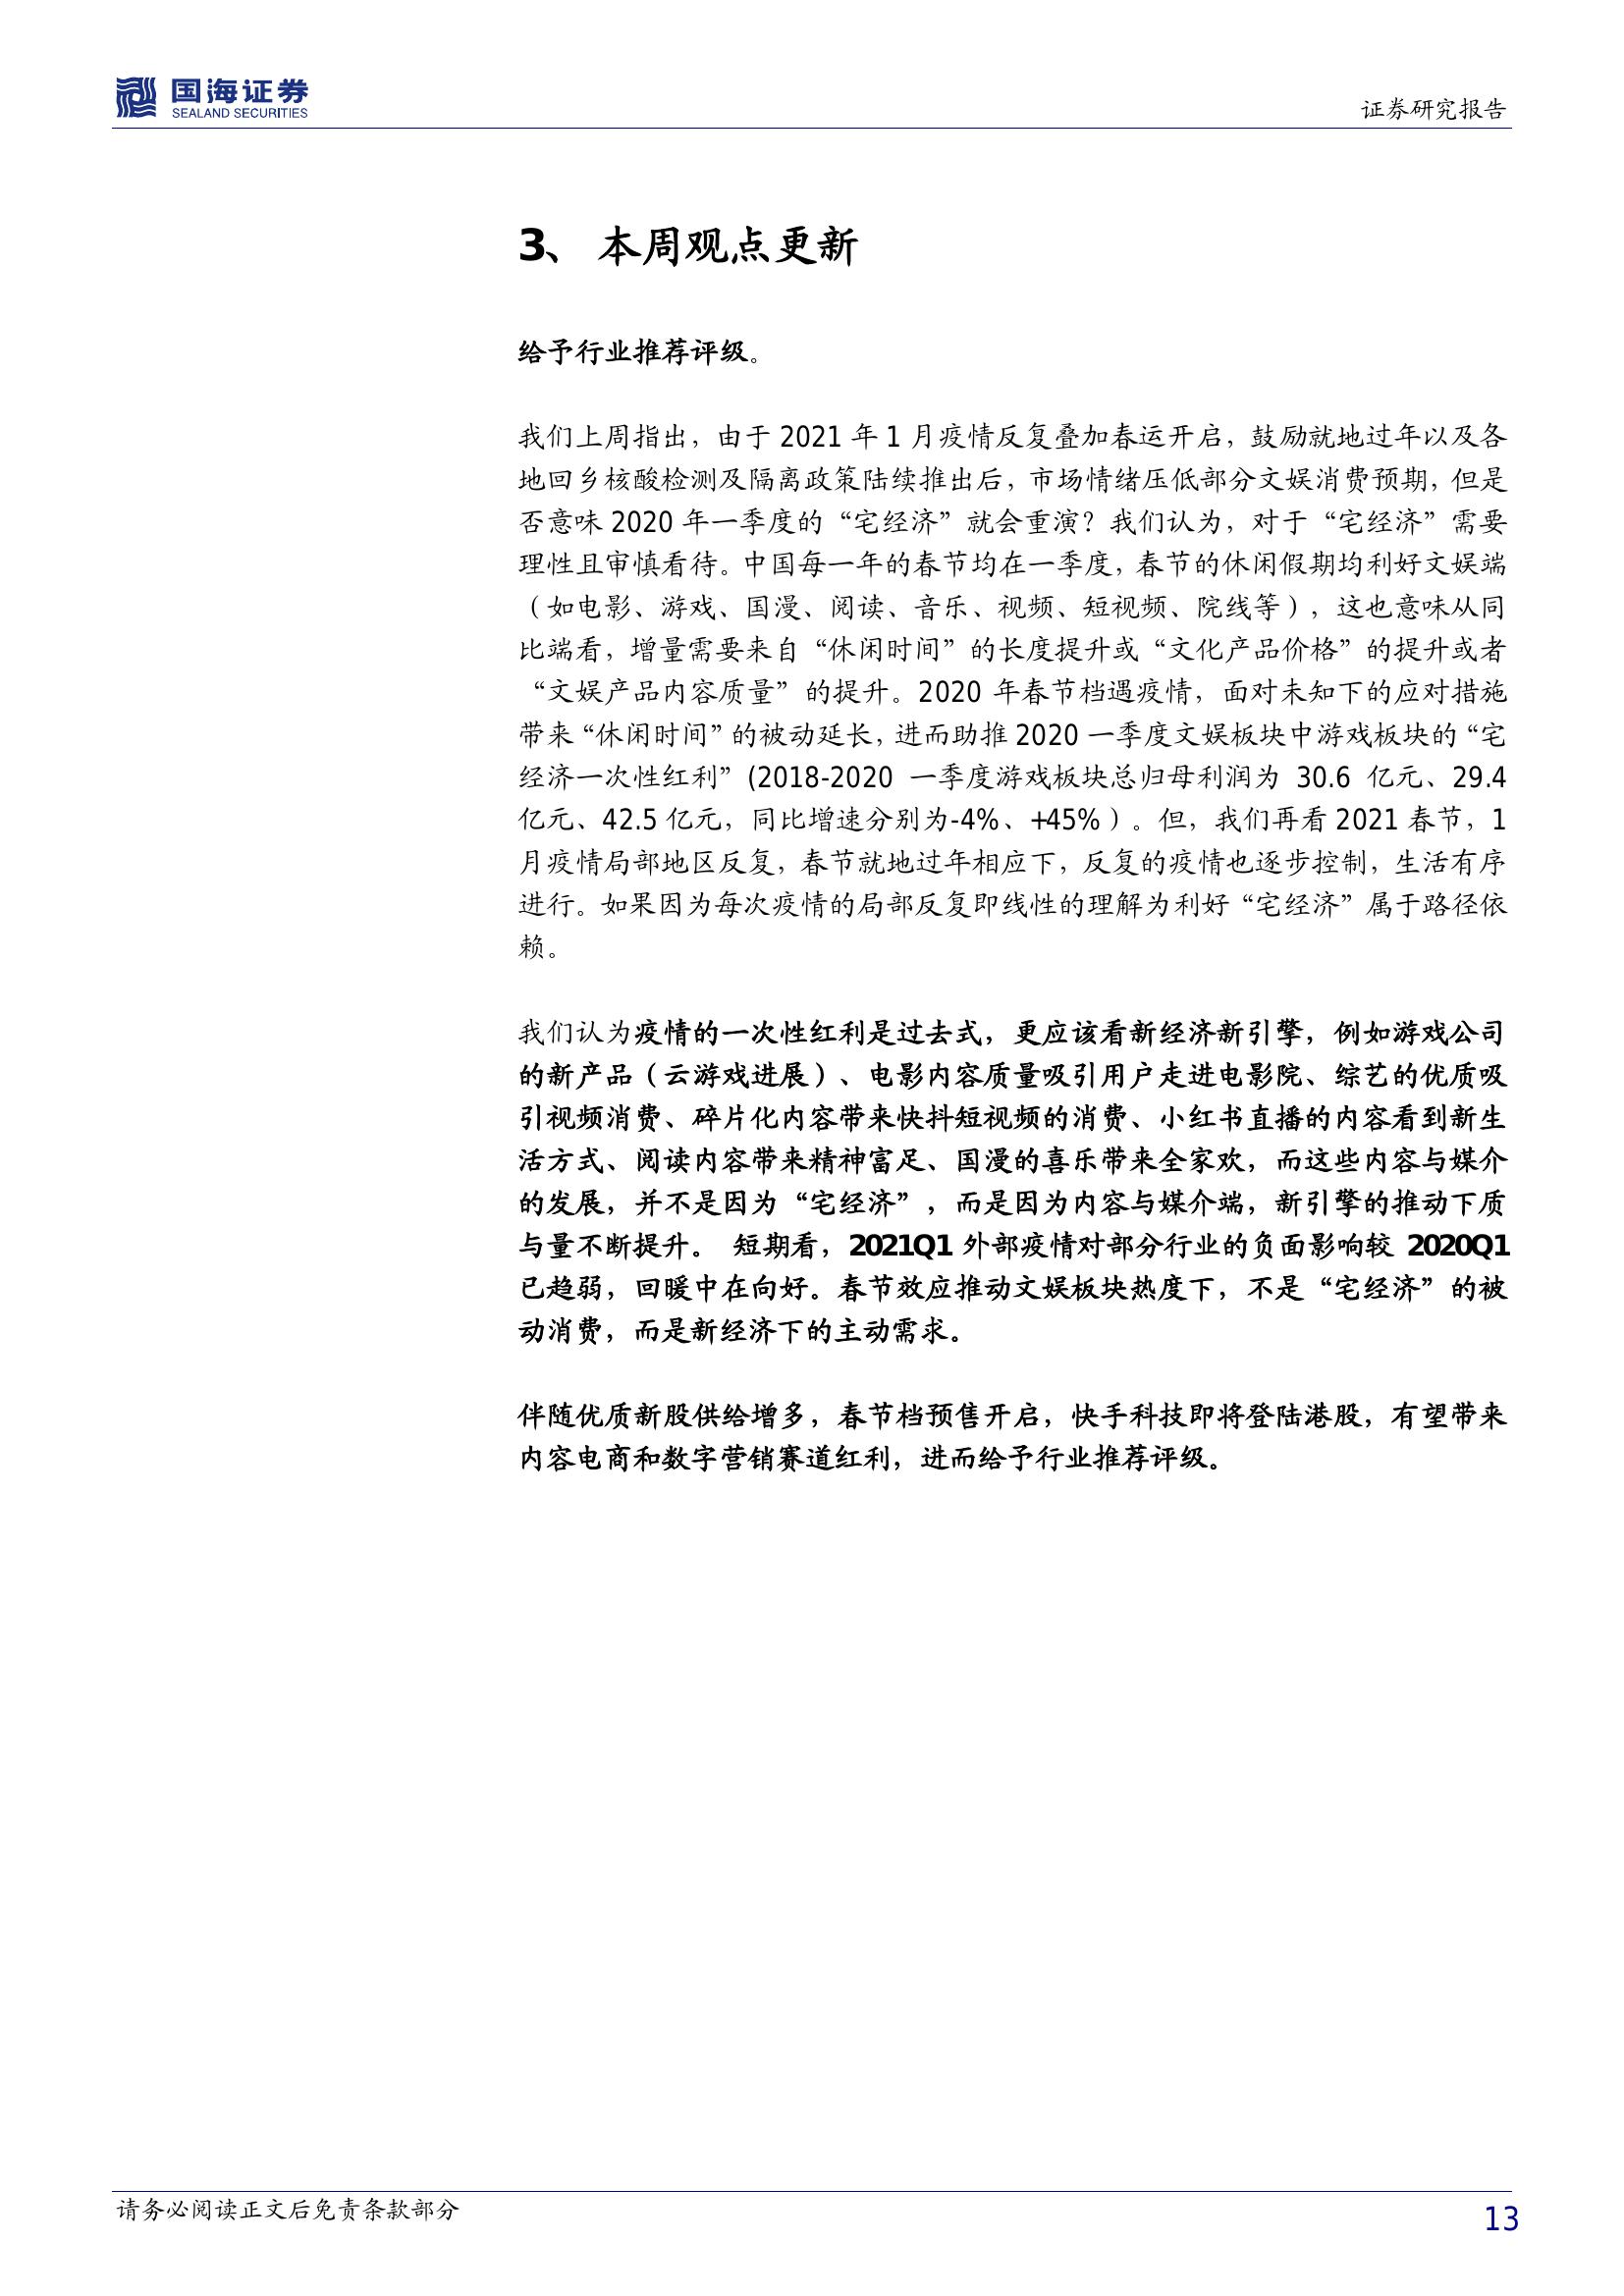 国海证券
SEALAND SECURITIES
证券研究报告
3、 本周观点更新
给予行业推荐评级。
我们上周指出，由于 2021 年 1 月疫情反复叠加春运开启，鼓励就地过年以及各
地回乡核酸检测及隔离政策陆续推出后，市场情绪压低部分文娱消费预期，但是
否意味 2020 年一季度的“宅经济”就会重演？我们认为，对于“宅经济”需要
理性且审慎看待。中国每一年的春节均在一季度，春节的休闲假期均利好文娱端
（如电影、游戏、国漫、阅读、音乐、视频、短视频、院线等），这也意味从同
比端看，增量需要来自“休闲时间”的长度提升或“文化产品价格”的提升或者
“文娱产品内容质量”的提升。2020 年春节档遇疫情，面对未知下的应对措施
带来“休闲时间”的被动延长，进而助推 2020 一季度文娱板块中游戏板块的“宅
经济一次性红利”(2018-2020 一季度游戏板块总归母利润为 30.6 亿元、29.4
亿元、42.5 亿元，同比增速分别为-4%、+45%）。但，我们再看 2021 春节，1
月疫情局部地区反复，春节就地过年相应下，反复的疫情也逐步控制，生活有序
进行。如果因为每次疫情的局部反复即线性的理解为利好“宅经济”属于路径依
赖。
我们认为疫情的一次性红利是过去式，更应该看新经济新引擎，例如游戏公司
的新产品（云游戏进展）、电影内容质量吸引用户走进电影院、综艺的优质吸
引视频消费、碎片化内容带来快抖短视频的消费、小红书直播的内容看到新生
活方式、阅读内容带来精神富足、国漫的喜乐带来全家欢，而这些内容与媒介
的发展，并不是因为“宅经济”，而是因为内容与媒介端，新引擎的推动下质
与量不断提升。 短期看，2021Q1 外部疫情对部分行业的负面影响较 2020Q1
已趋弱，回暖中在向好。春节效应推动文娱板块热度下，不是“宅经济”的被
动消费，而是新经济下的主动需求。
伴随优质新股供给增多，春节档预售开启，快手科技即将登陆港股，有望带来
内容电商和数字营销赛道红利，进而给予行业推荐评级。
请务必阅读正文后免责条款部分
13